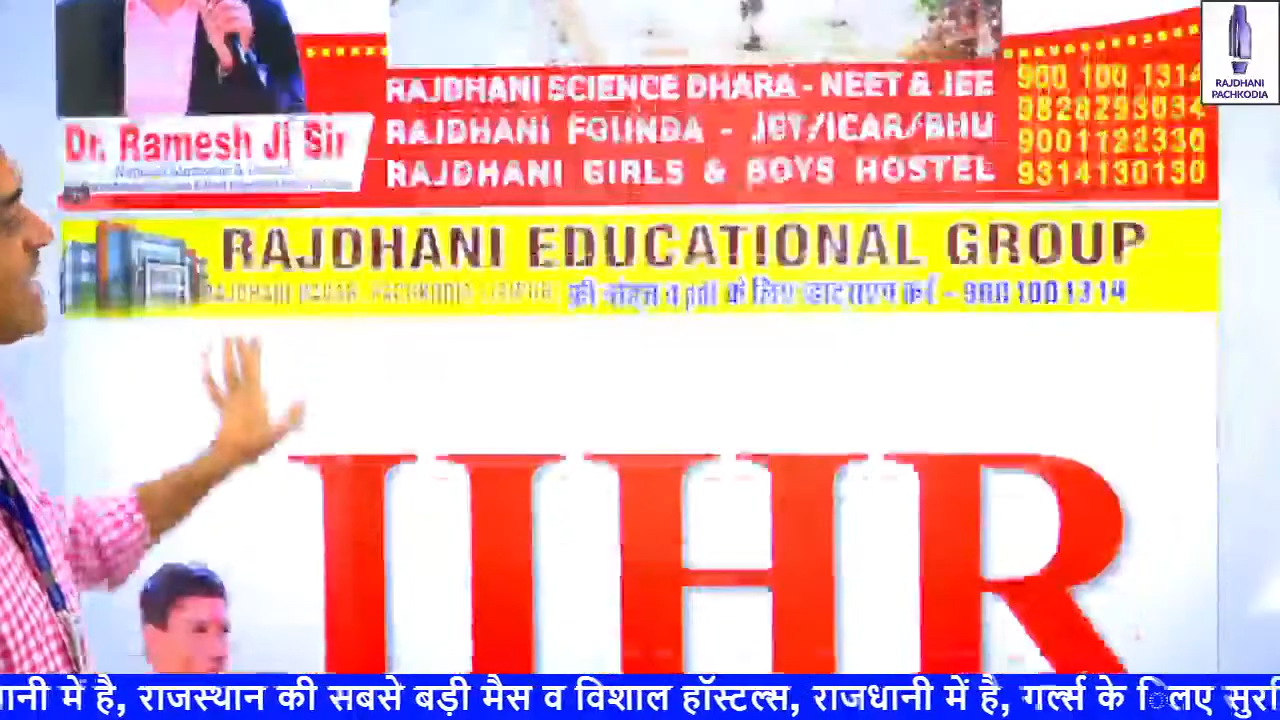 RAJDHANI SCIENCE DHARA - NEET & JEE
900 100 1314
RAJDHANI
PACHKODIA
9828293034
Dr. Ramesh Ji Sir
RAJDHANI FOUNDA - JET/ICAR/BHU
9001122330
RAJDHANI GIRLS & BOYS HOSTEL
9314130130
RAJDHANI EDUCATIONAL GROUP
900 100 1314
IIHR
ानी में है, राजस्थान की सबसे बड़ी मैस व विशाल हॉस्टल्स, राजधानी में है, गर्ल्स के लिए सुरि